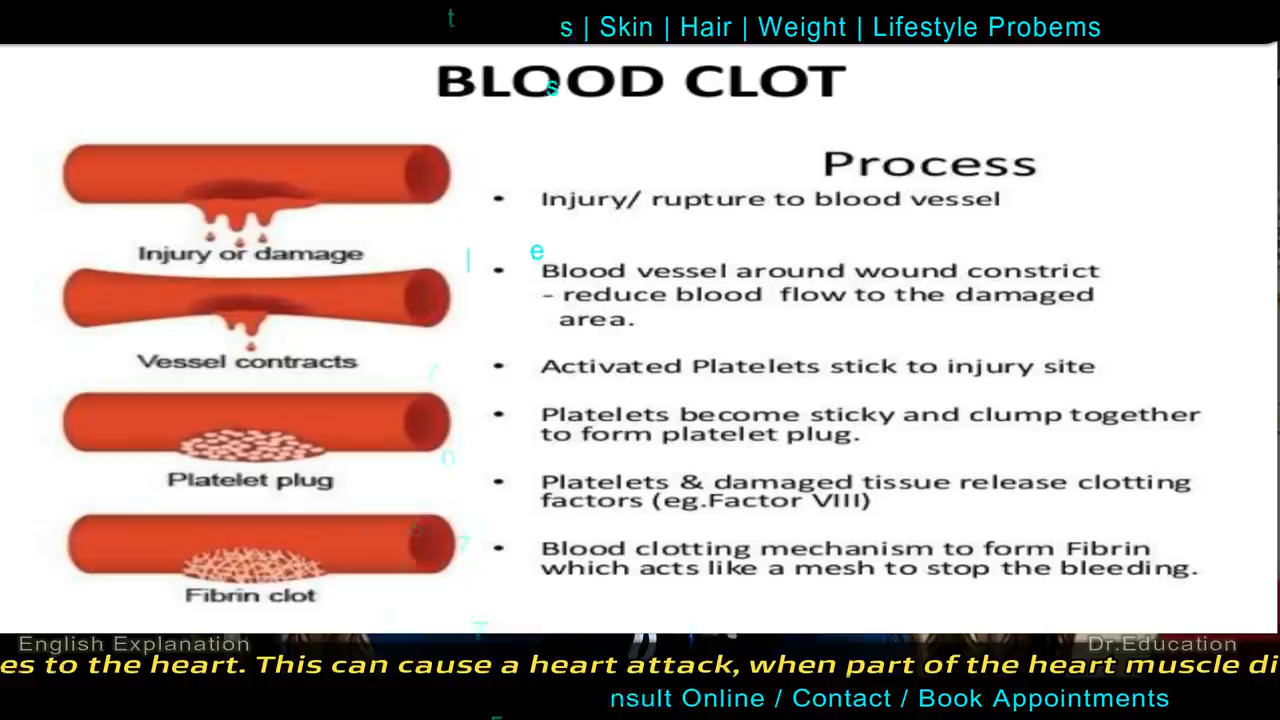 s | Skin | Hair | Weight | Lifestyle Probems
BLOOD CLOT
Injury or damage
Vessel contracts
Platelet plug
Fibrin clot
Process
• Injury/ rupture to blood vessel
• Blood vessel around wound constrict
- reduce blood flow to the damaged
area.
• Activated Platelets stick to injury site
• Platelets become sticky and clump together
to form platelet plug.
• Platelets & damaged tissue release clotting
factors (eg.Factor VIII)
• Blood clotting mechanism to form Fibrin
which acts like a mesh to stop the bleeding.
English Explanation
Dr.Education
es to the heart. This can cause a heart attack, when part of the heart muscle di
nsult Online / Contact / Book Appointments